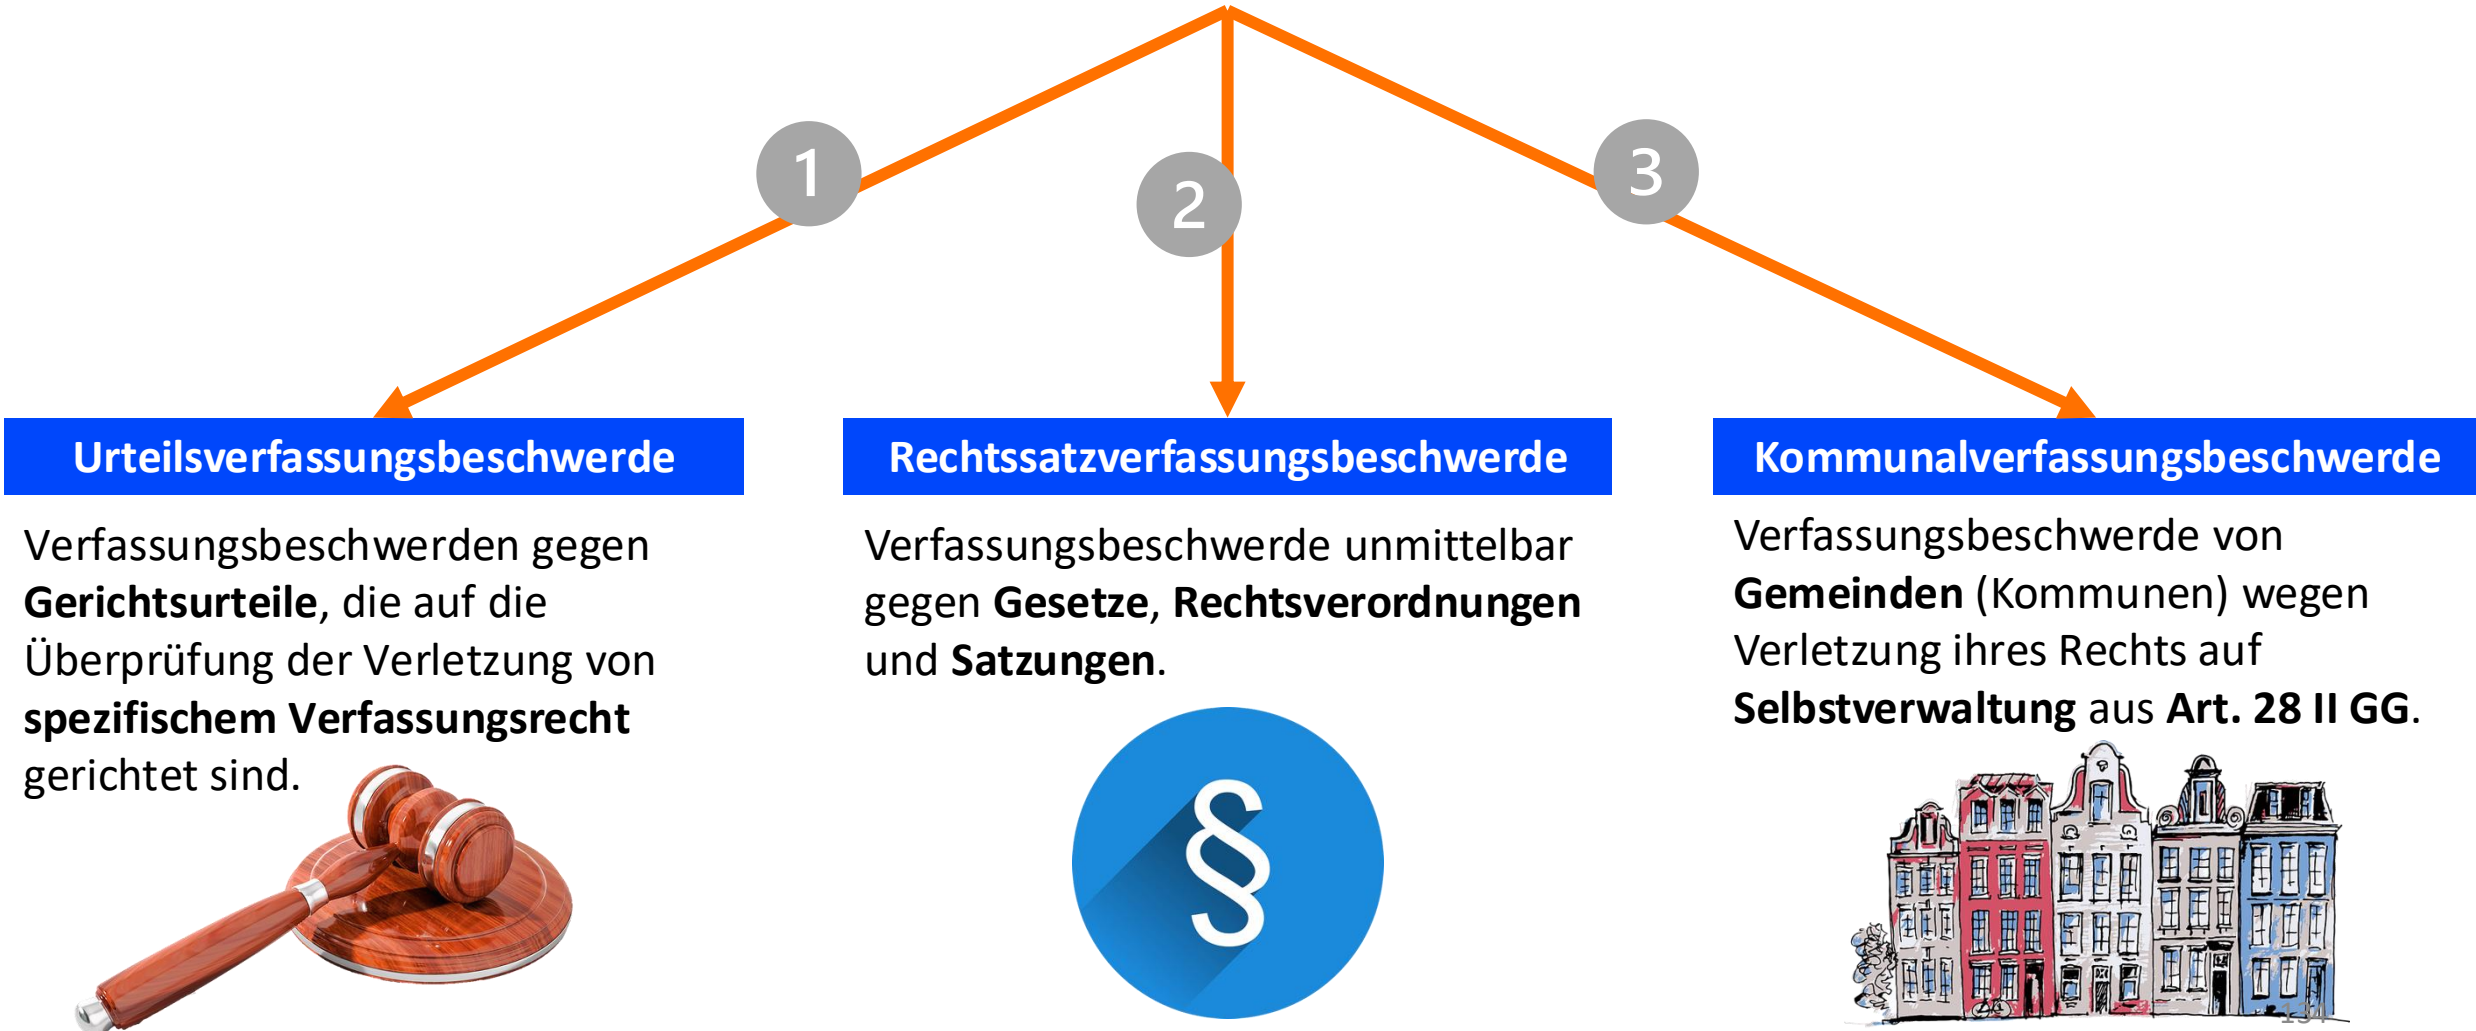 1
2
3
Urteilsverfassungsbeschwerde
Verfassungsbeschwerden gegen
Gerichtsurteile, die auf die
Überprüfung der Verletzung von
spezifischem Verfassungsrecht
gerichtet sind.
Rechtssatzverfassungsbeschwerde
Verfassungsbeschwerde unmittelbar
gegen Gesetze, Rechtsverordnungen
und Satzungen.
§
Kommunalverfassungsbeschwerde
Verfassungsbeschwerde von
Gemeinden (Kommunen) wegen
Verletzung ihres Rechts auf
Selbstverwaltung aus Art. 28 II GG.